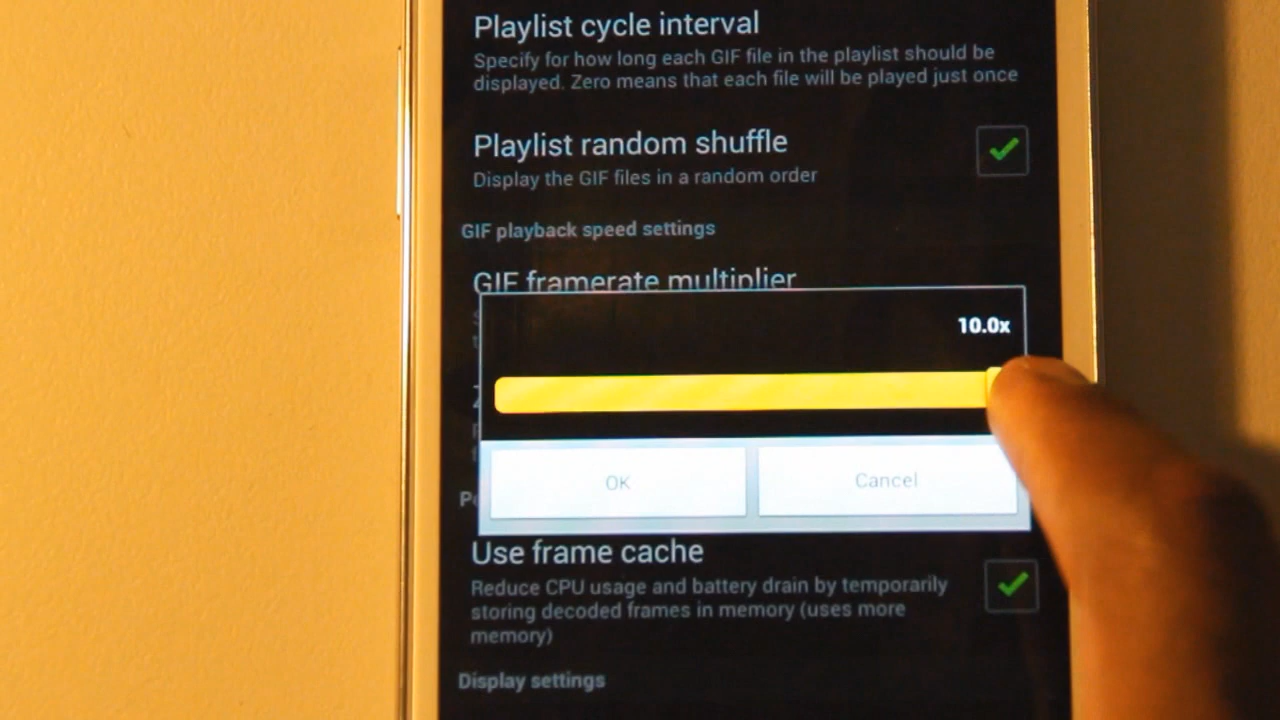 Playlist cycle interval
Specify for how long each GIF file in the playlist should be
displayed. Zero means that each file will be played just once
Playlist random shuffle
Display the GIF files in a random order
GIF playback speed settings
GIF framerate multiplier
10.0x
OK
Cancel
Use frame cache
Reduce CPU usage and battery drain by temporarily
storing decoded frames in memory (uses more
memory)
Display settings